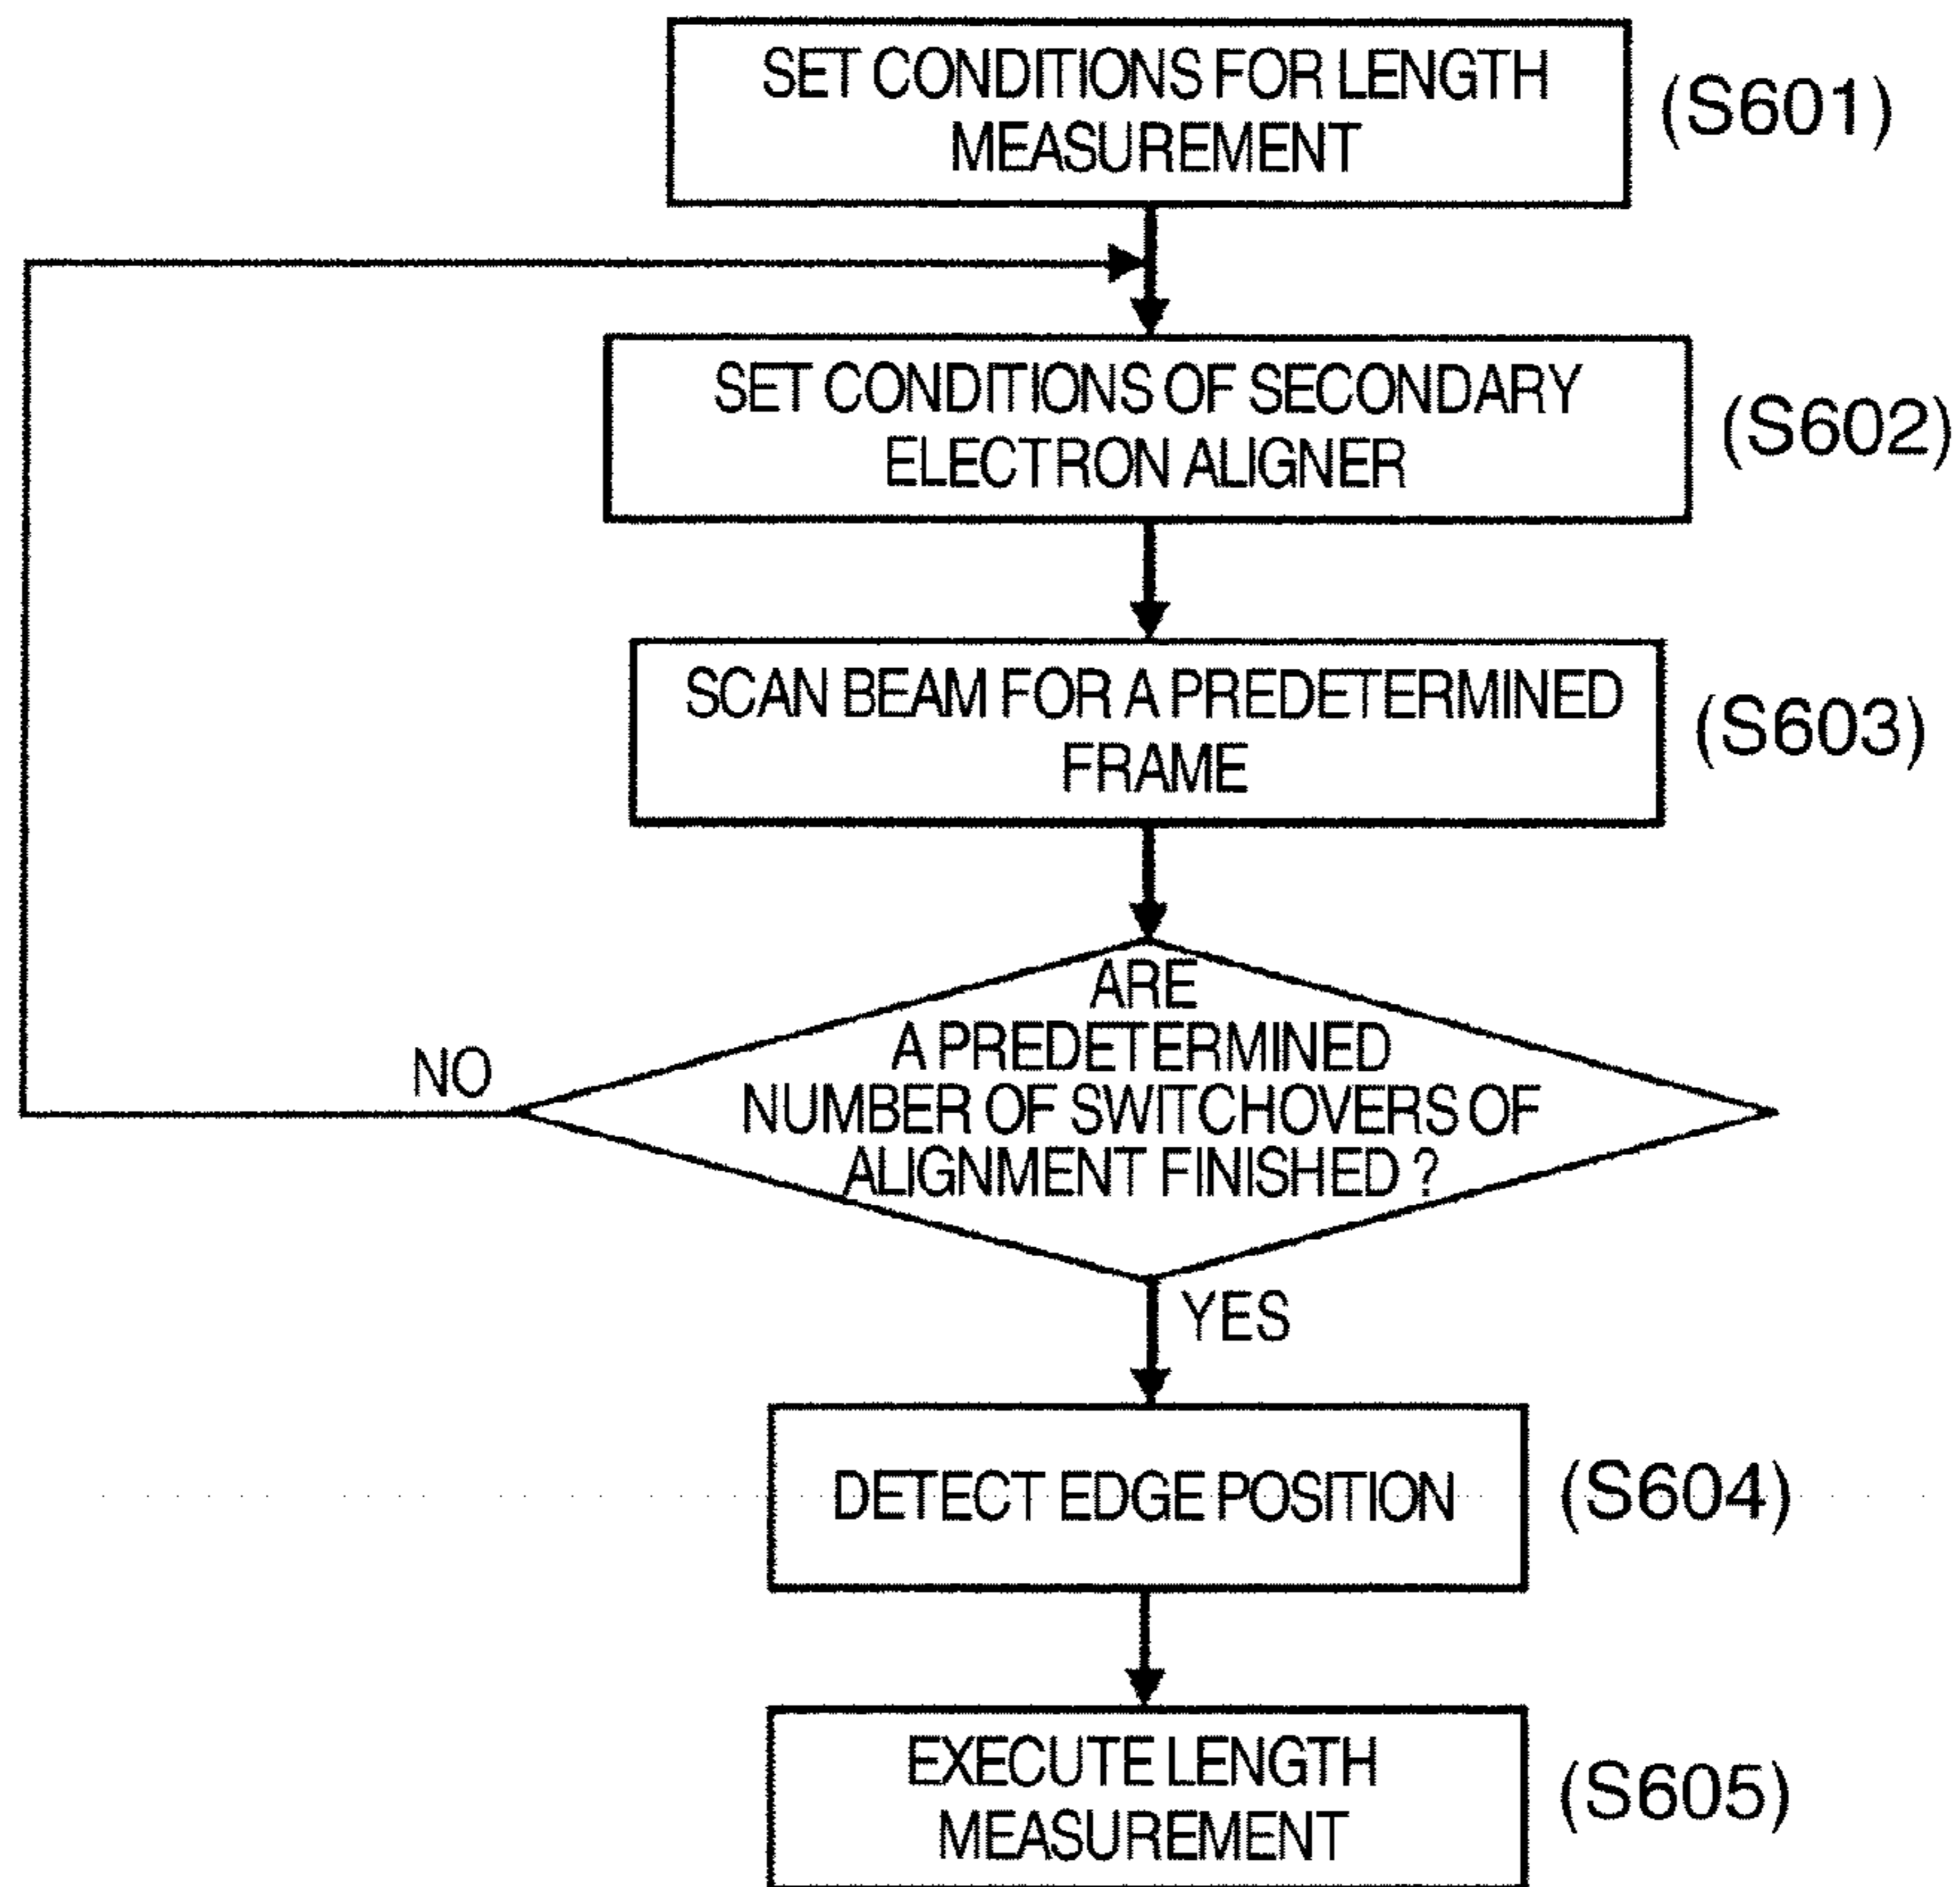 SET CONDITIONS FOR LENGTH
MEASUREMENT
(S601)
SET CONDITIONS OF SECONDARY
ELECTRON ALIGNER
(S602)
SCAN BEAM FOR A PREDETERMINED
FRAME
(S603)
ARE
A PREDETERMINED
NUMBER OF SWITCHOVERS OF
ALIGNMENT FINISHED ?
NO
YES
DETECT EDGE POSITION
(S604)
EXECUTE LENGTH
MEASUREMENT
(S605)